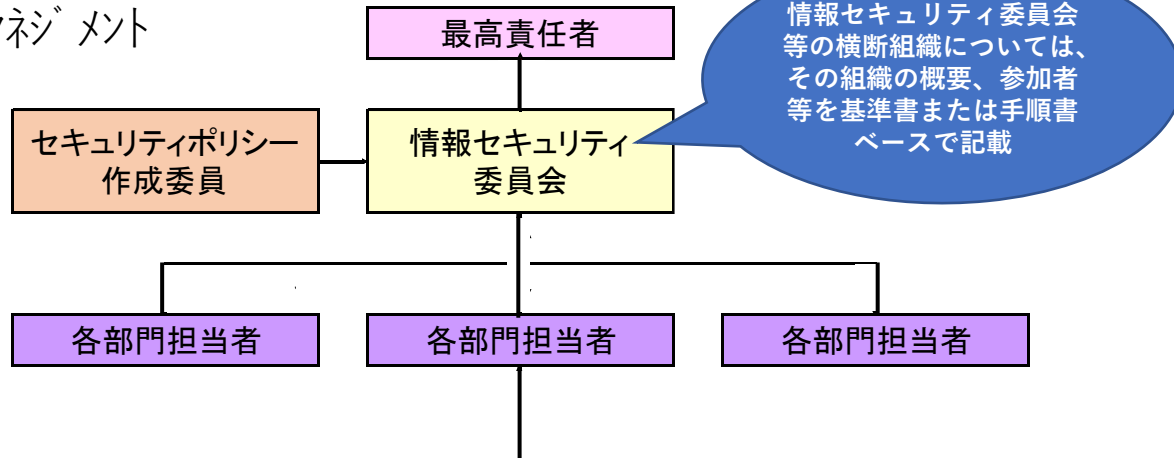 ﾏﾈｼﾞﾒﾝﾄ
最高責任者
情報セキュリティ委員会
等の横断組織については、
その組織の概要、参加者
等を基準書または手順書
ベースで記載
セキュリティポリシー
作成委員
情報セキュリティ
委員会
各部門担当者
各部門担当者
各部門担当者